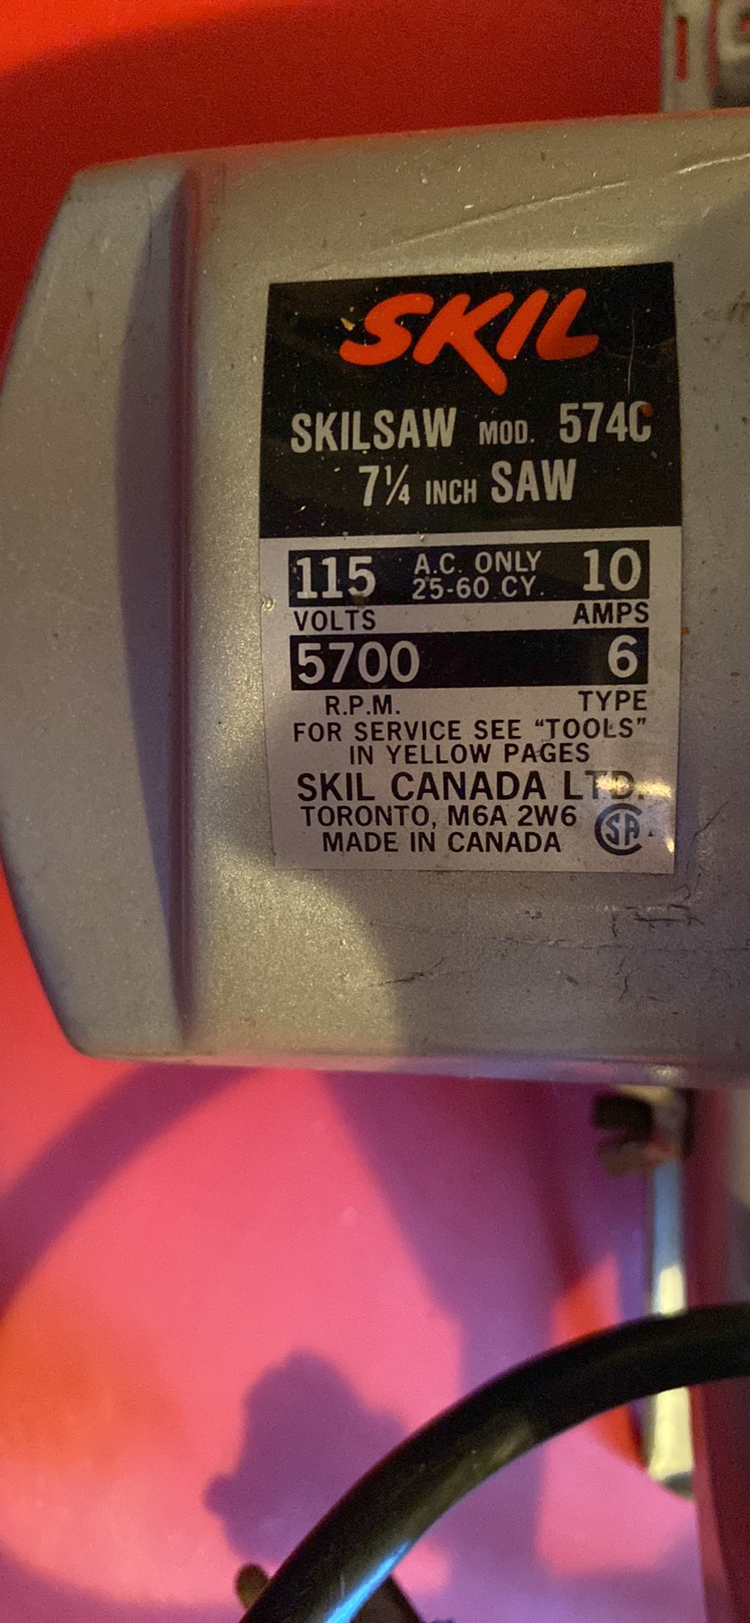 SKIL
SKILSAW MOD. 574C
7¼ INCH SAW
115 A.C. ONLY 10
25-60 CY.
VOLTS AMPS
5700 6
R.P.M. TYPE
FOR SERVICE SEE "TOOLS"
IN YELLOW PAGES
SKIL CANADA LTD.
TORONTO, M6A 2W6
MADE IN CANADA
CSA